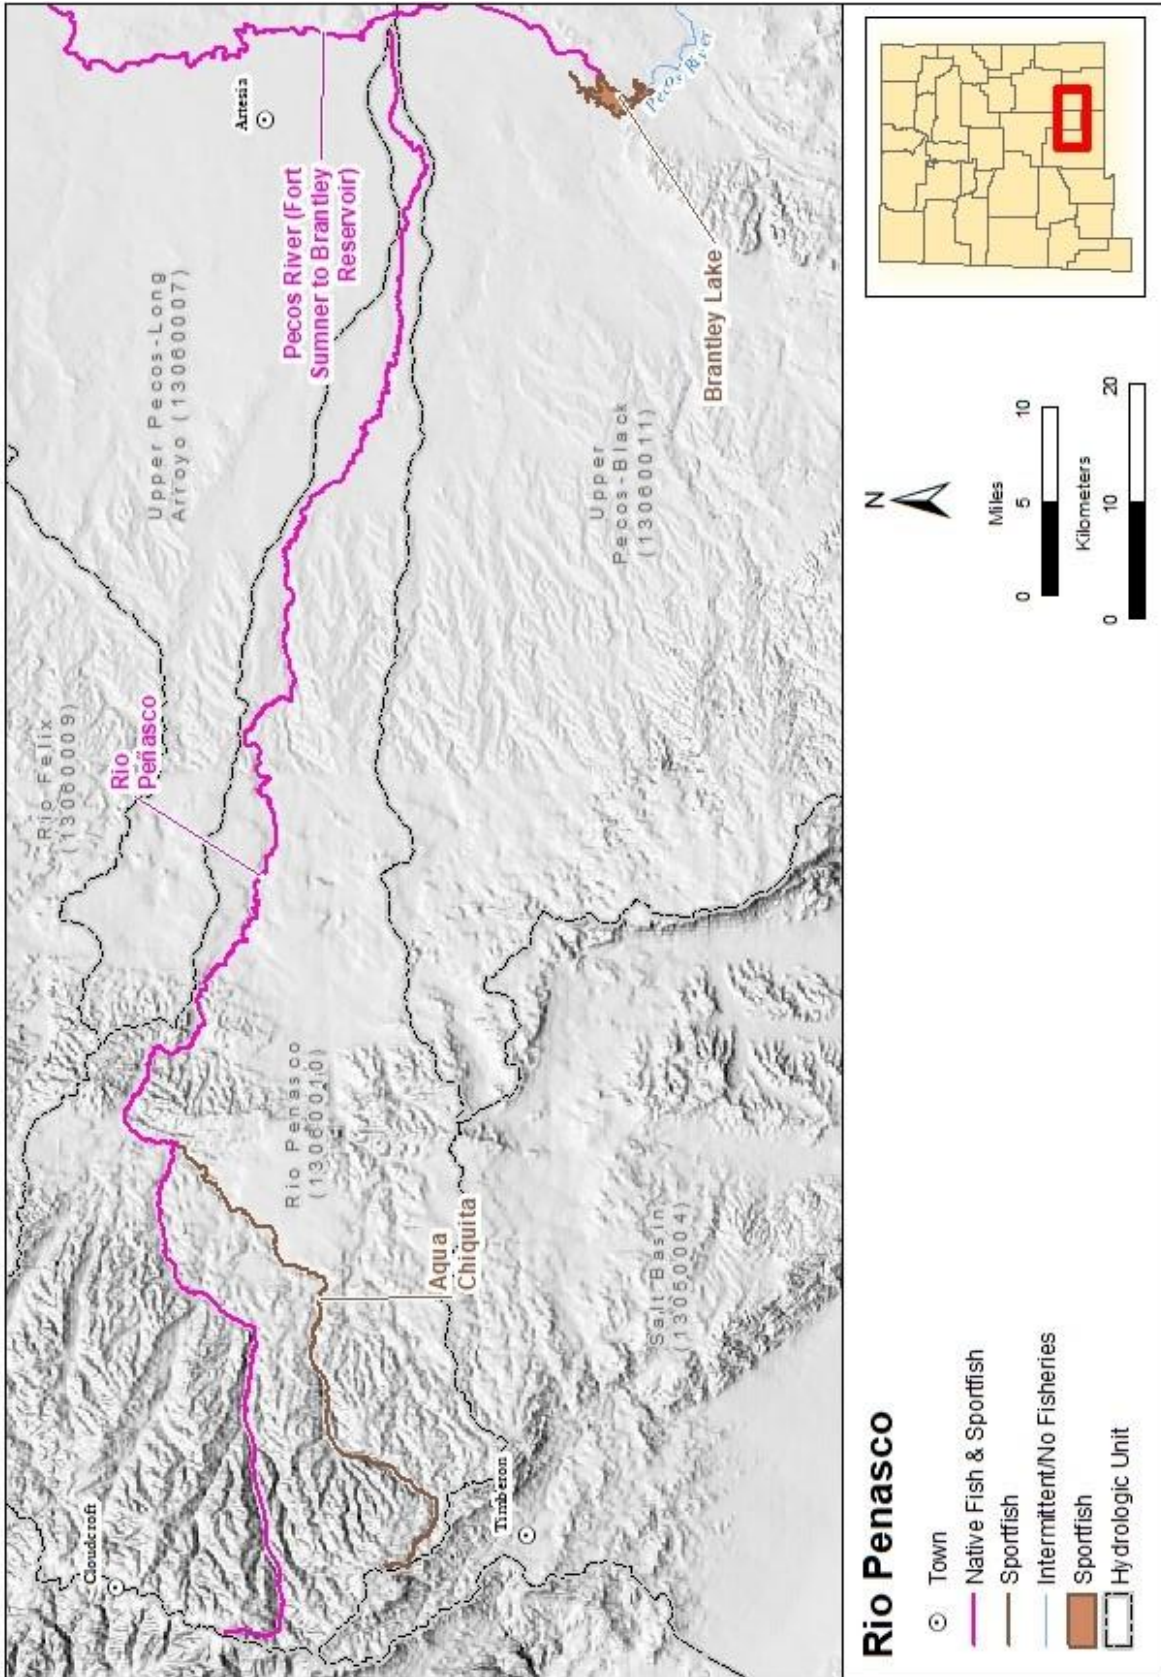 Cloudcroft
Timberon
Artesia
Rio Felix
(13060009)
Upper Pecos-Long
Arroyo (13060007)
Rio
Peñasco
Pecos River (Fort
Sumner to Brantley
Reservoir)
Rio Penasco
(13060010)
Aqua
Chiquita
Salt Basin
(13050004)
Upper
Pecos-Black
(13060011)
Brantley Lake
Pecos River
Rio Penasco
Town
Native Fish & Sportfish
Sportfish
Intermittent/No Fisheries
Sportfish
Hydrologic Unit
N
Miles
0 5 10
Kilometers
0 10 20